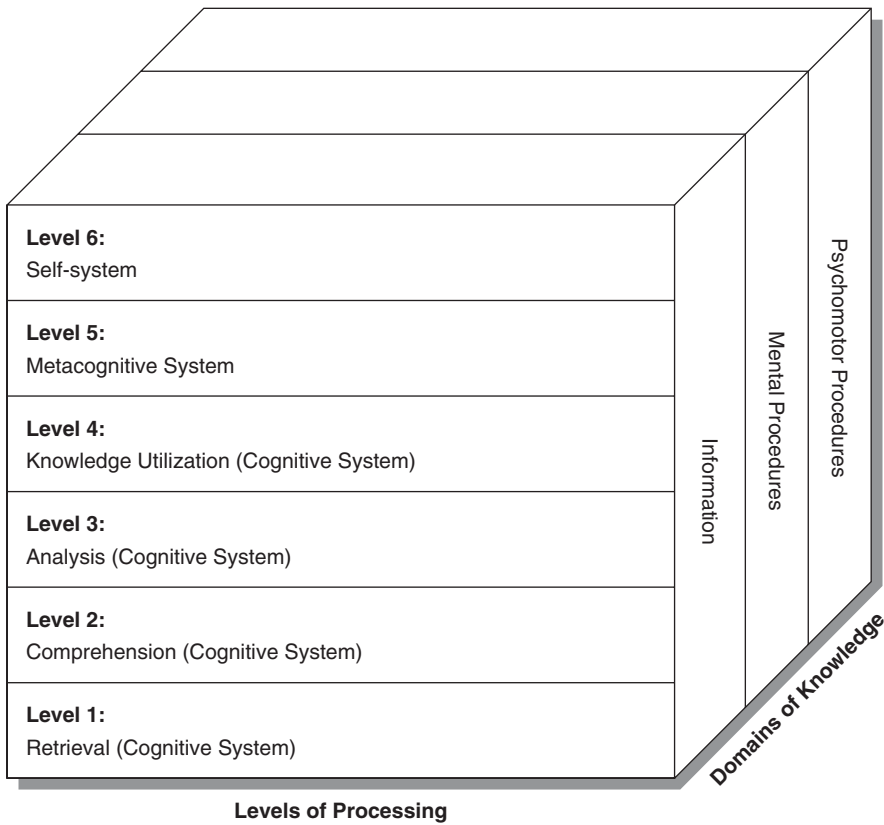 Level 6:
Self-system
Level 5:
Metacognitive System
Level 4:
Knowledge Utilization (Cognitive System)
Level 3:
Analysis (Cognitive System)
Level 2:
Comprehension (Cognitive System)
Level 1:
Retrieval (Cognitive System)
Information
Mental Procedures
Psychomotor Procedures
Levels of Processing
Domains of Knowledge